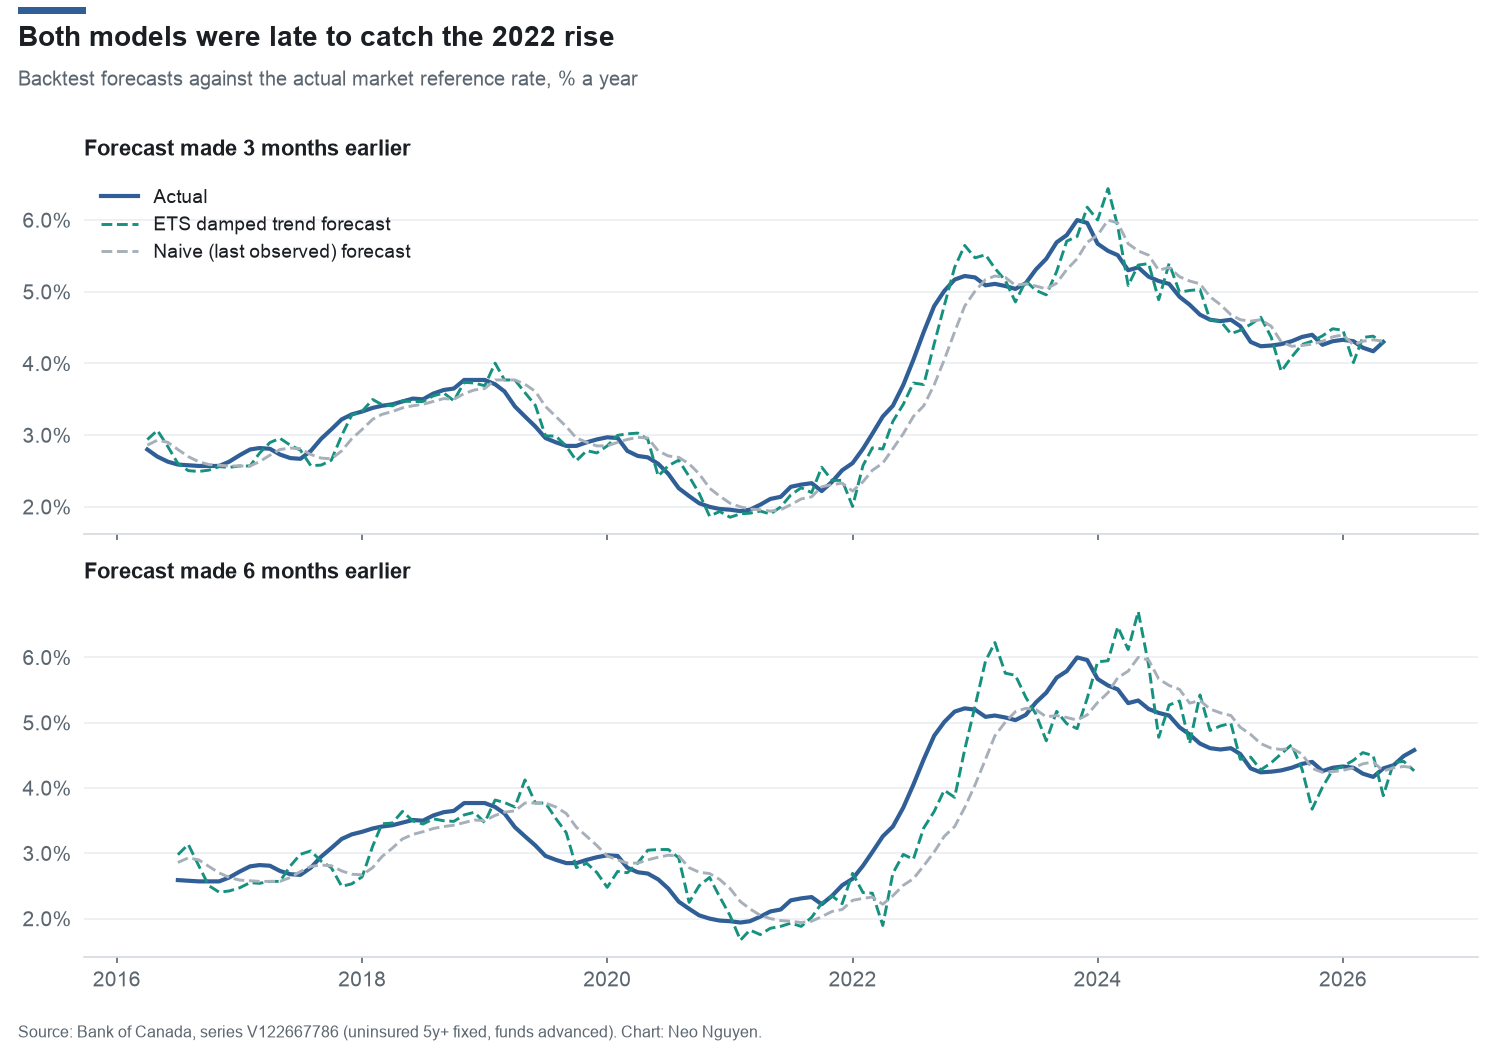 Both models were late to catch the 2022 rise
Backtest forecasts against the actual market reference rate, % a year
Forecast made 3 months earlier
Actual
ETS damped trend forecast
Naive (last observed) forecast
6.0%
5.0%
4.0%
3.0%
2.0%
Forecast made 6 months earlier
6.0%
5.0%
4.0%
3.0%
2.0%
2016 2018 2020 2022 2024 2026
Source: Bank of Canada, series V122667786 (uninsured 5y+ fixed, funds advanced). Chart: Neo Nguyen.